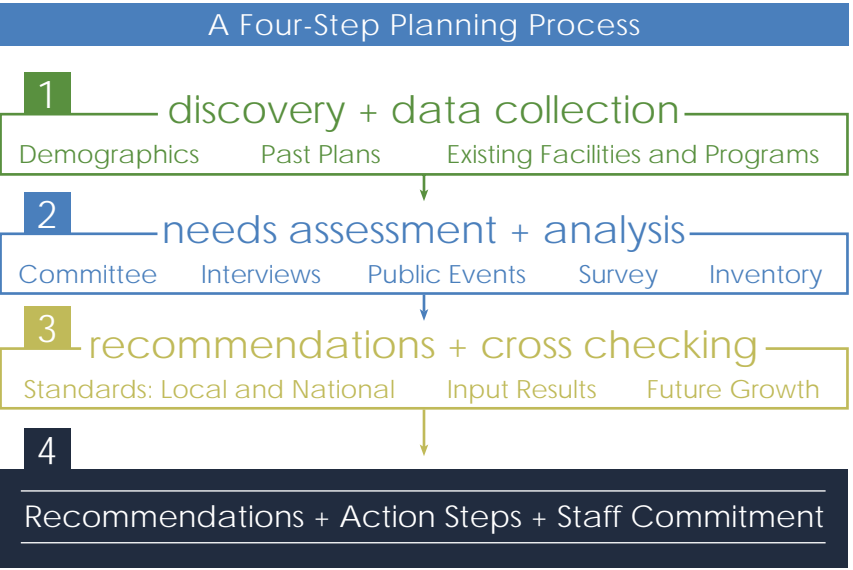 A Four-Step Planning Process
1
discovery + data collection
Demographics Past Plans Existing Facilities and Programs
2
needs assessment + analysis
Committee Interviews Public Events Survey Inventory
3
recommendations + cross checking
Standards: Local and National Input Results Future Growth
4
Recommendations + Action Steps + Staff Commitment